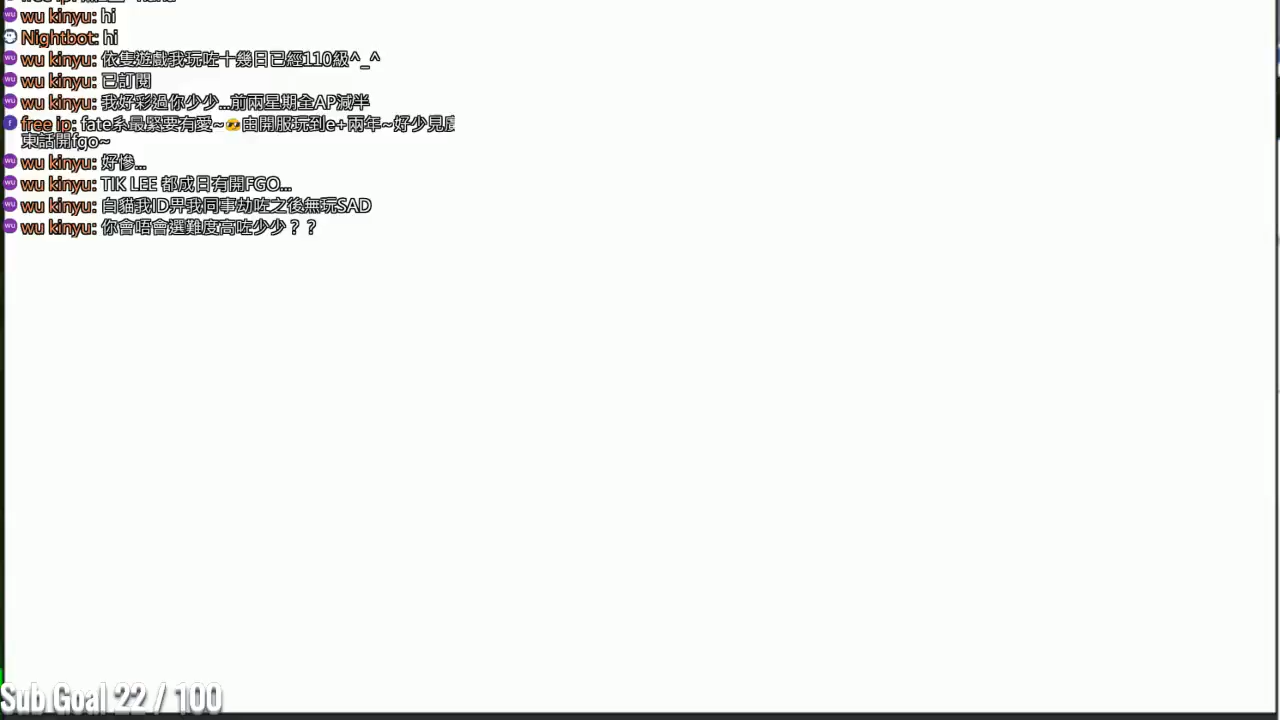 wu kinyu: hi
Nightbot: hi
wu kinyu: 依隻遊戲我玩咗十幾日已經110級^_^
wu kinyu: 已訂閱
wu kinyu: 我好彩過你少少...前兩星期全AP減半
free ip: fate系最緊要有愛~由開服玩到e+兩年~好少見
東話開fgo~
wu kinyu: 好慘...
wu kinyu: TIK LEE 都成日有開FGO...
wu kinyu: 白貓我ID畀我同事劫咗之後無玩SAD
wu kinyu: 你會唔會選難度高咗少少？？
Sub Goal 22 / 100